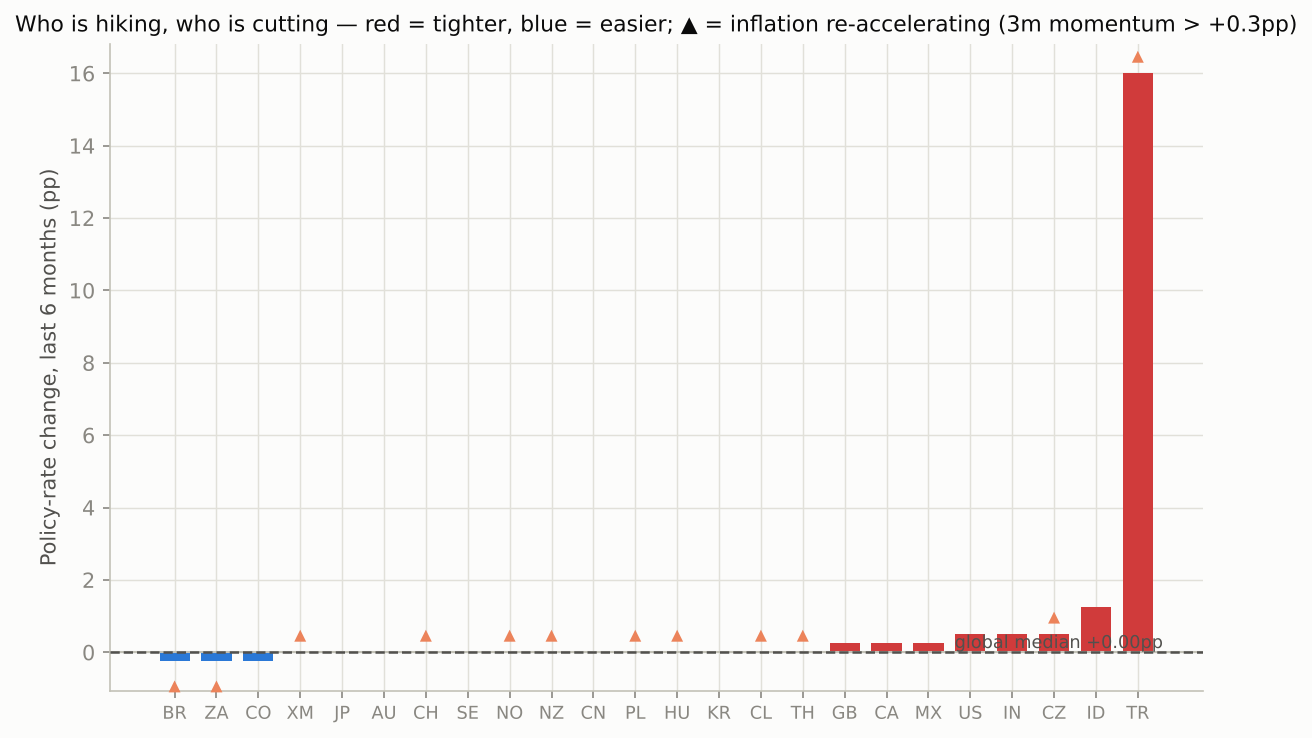 Who is hiking, who is cutting — red = tighter, blue = easier; ▲ = inflation re-accelerating (3m momentum > +0.3pp)
Policy-rate change, last 6 months (pp)
16
14
12
10
8
6
4
2
0
global median +0.00pp
BR ZA CO XM JP AU CH SE NO NZ CN PL HU KR CL TH GB CA MX US IN CZ ID TR